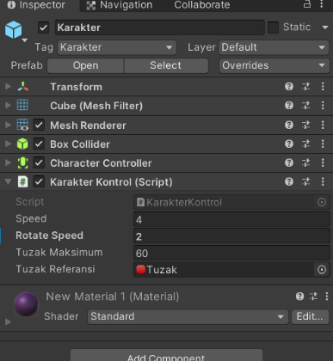 Inspector Navigation Collaborate
Karakter Static
Tag Karakter Layer Default
Prefab Open Select Overrides
Transform
Cube (Mesh Filter)
Mesh Renderer
Box Collider
Character Controller
Karakter Kontrol (Script)
Script KarakterKontrol
Speed 4
Rotate Speed 2
Tuzak Maksimum 60
Tuzak Referansi Tuzak
New Material 1 (Material)
Shader Standard Edit...
Add Component